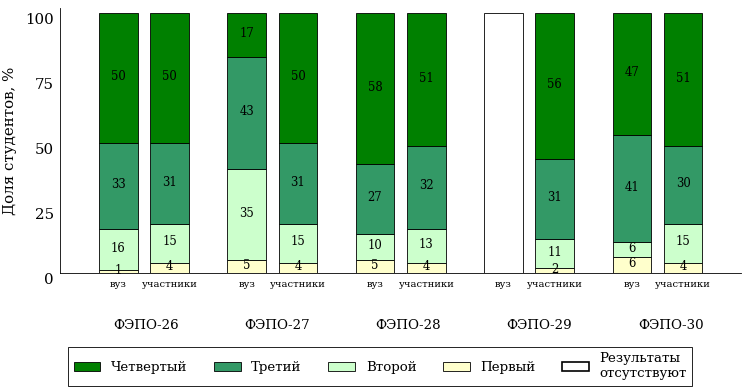 Доля студентов, %
100
75
50
25
0
50 50 17 50 58 51 56 47 51
33 31 43 31 27 32 31 41 30
16 15 35 15 10 13 11 6 15
1 4 5 4 5 4 2 6 4
вуз участники вуз участники вуз участники вуз участники вуз участники
ФЭПО-26 ФЭПО-27 ФЭПО-28 ФЭПО-29 ФЭПО-30
Четвертый Третий Второй Первый Результаты
отсутствуют